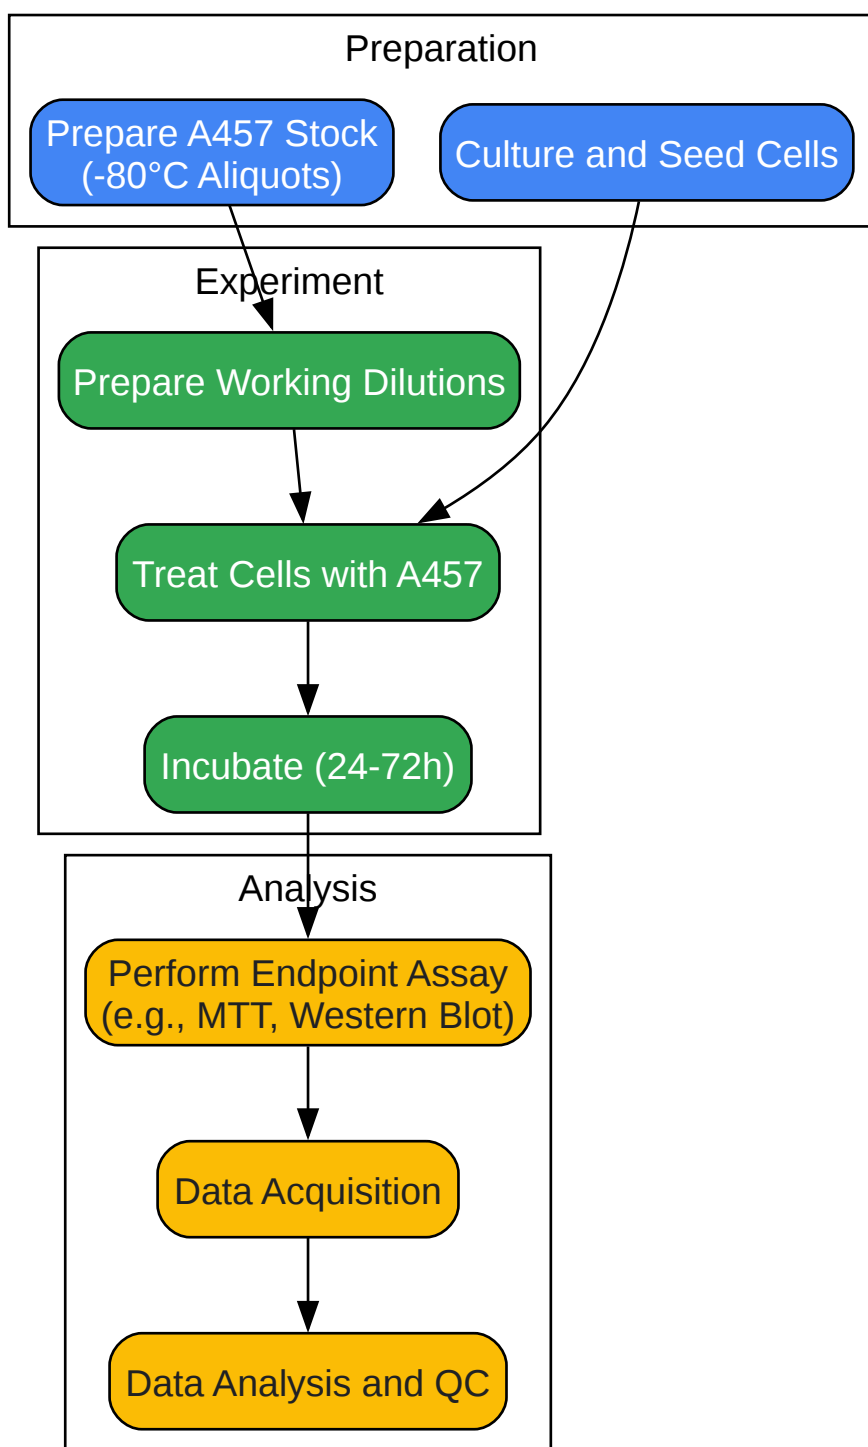 Preparation
Prepare A457 Stock
(-80°C Aliquots)
Culture and Seed Cells
Experiment
Prepare Working Dilutions
Treat Cells with A457
Incubate (24-72h)
Analysis
Perform Endpoint Assay
(e.g., MTT, Western Blot)
Data Acquisition
Data Analysis and QC